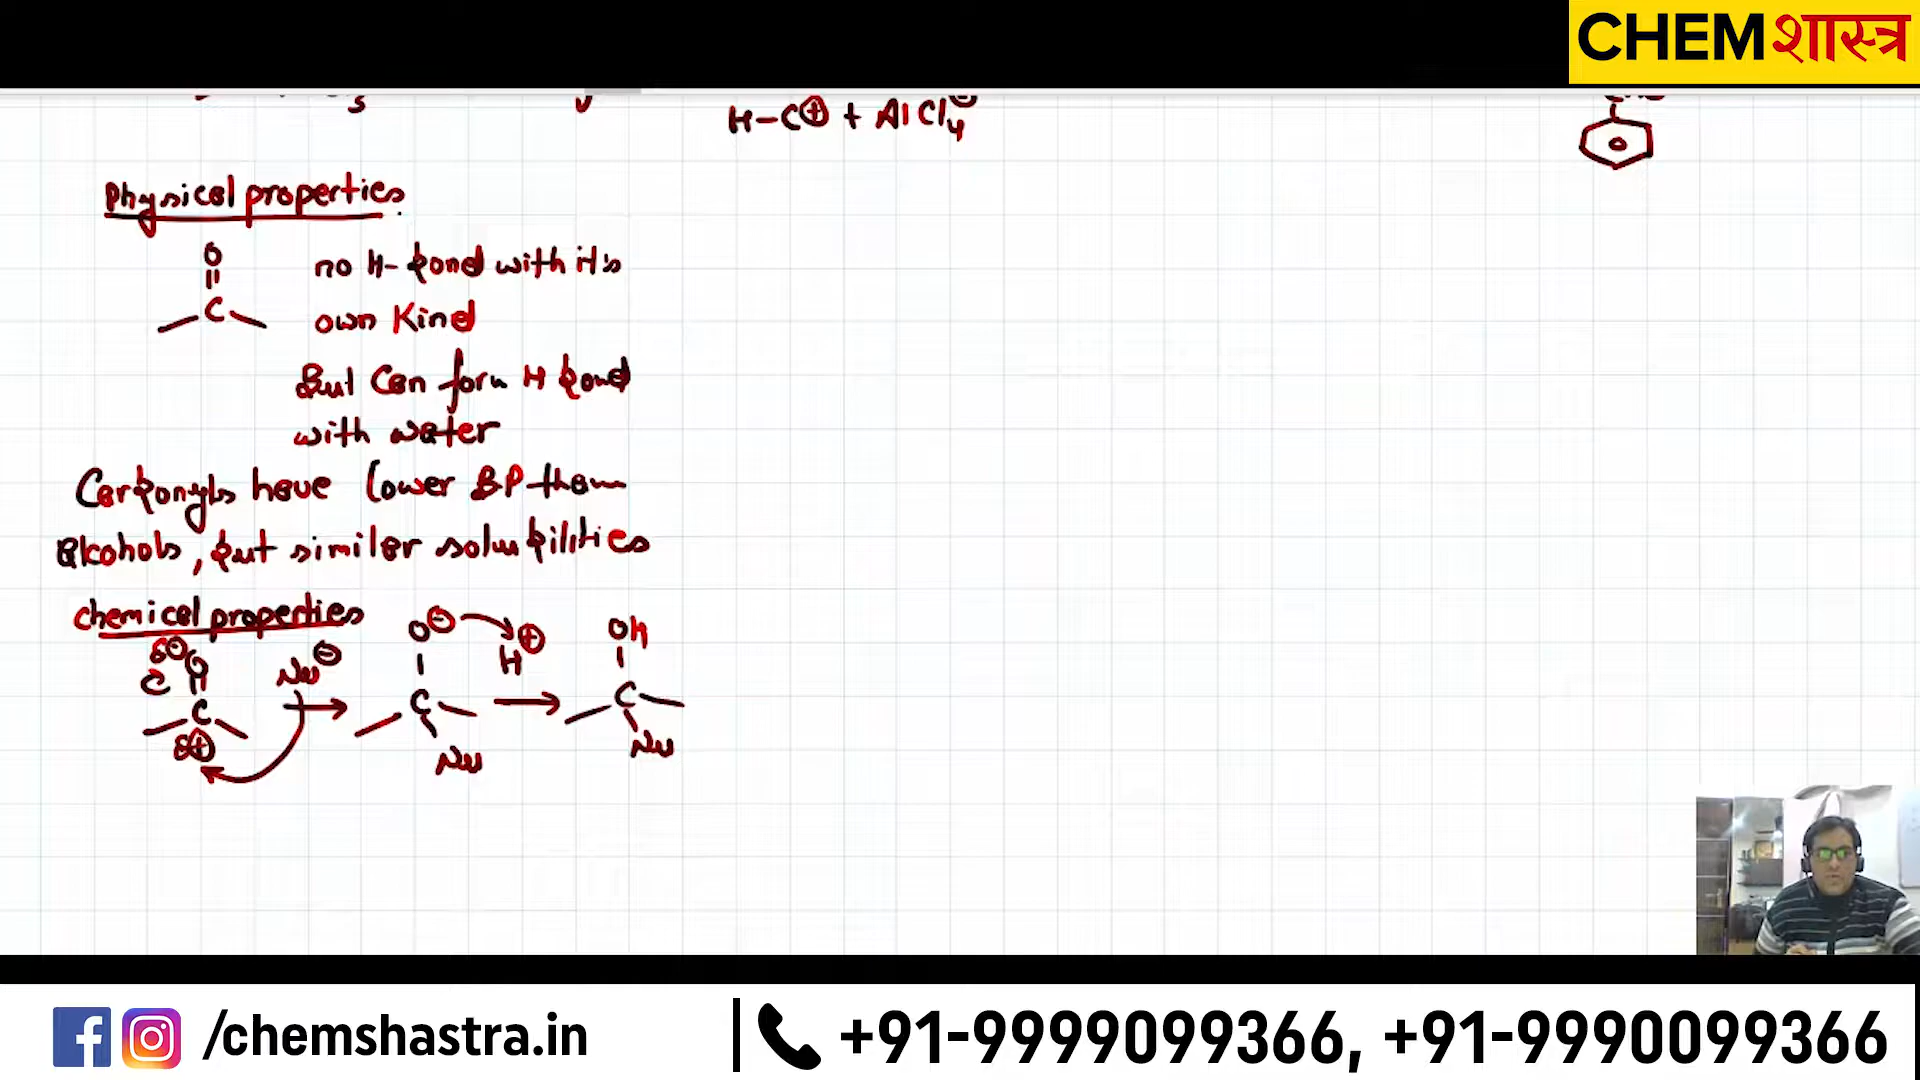 CHEMशास्त्र
H-C⊕ + AlCl4⊖
Physical properties
O
C
no H-bond with it's
own Kind
But Can form H bond
with water
Carbonyls have lower BP than
alcohols, but similar solubilities
chemical properties
δ⊖ O Nu⊖ O⊖ H⊕ OH
C
C C C
δ⊕ Nu Nu
/chemshastra.in
+91-9999099366, +91-9990099366